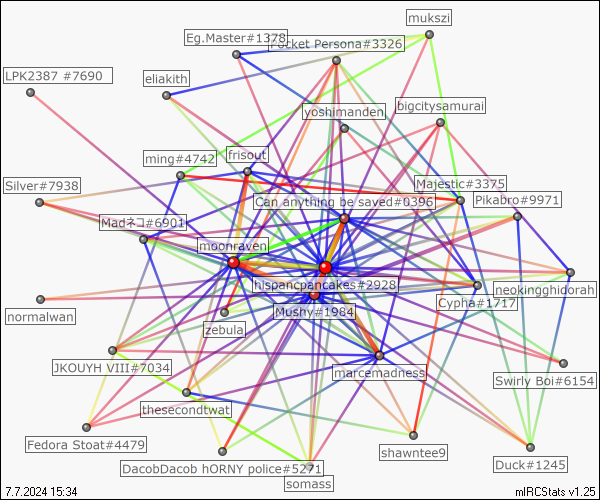 mukszi
Eg.Master#1378
Pocket Persona#3326
LPK2387 #7690
eliakith
bigcitysamurai
yoshimanden
ming#4742
frisout
Silver#7938
Majestic#3375
Can anything be saved#0396
Pikabro#9971
Madネコ#6901
moonraven
hispancpancakes#2928
neokingghidorah
Cypha#1717
Mushy#1984
normalwan
zebula
JKOUYH VIII#7034
marcemadness
Swirly Boi#6154
thesecondtwat
Fedora Stoat#4479
shawntee9
DacobDacob hORNY police#5271
Duck#1245
somass
7.7.2024 15:34
mIRCStats v1.25